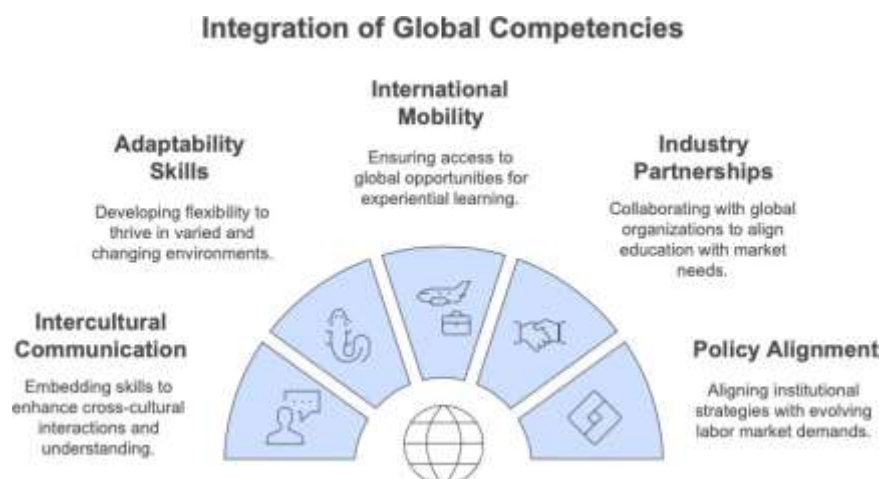 Integration of Global Competencies
International
Mobility
Ensuring access to
global opportunities for
experiential learning.
Adaptability
Skills
Developing flexibility to
thrive in varied and
changing environments.
Industry
Partnerships
Collaborating with global
organizations to align
education with market
needs.
Intercultural
Communication
Embedding skills to
enhance cross-cultural
interactions and
understanding.
Policy Alignment
Aligning institutional
strategies with evolving
labor market demands.